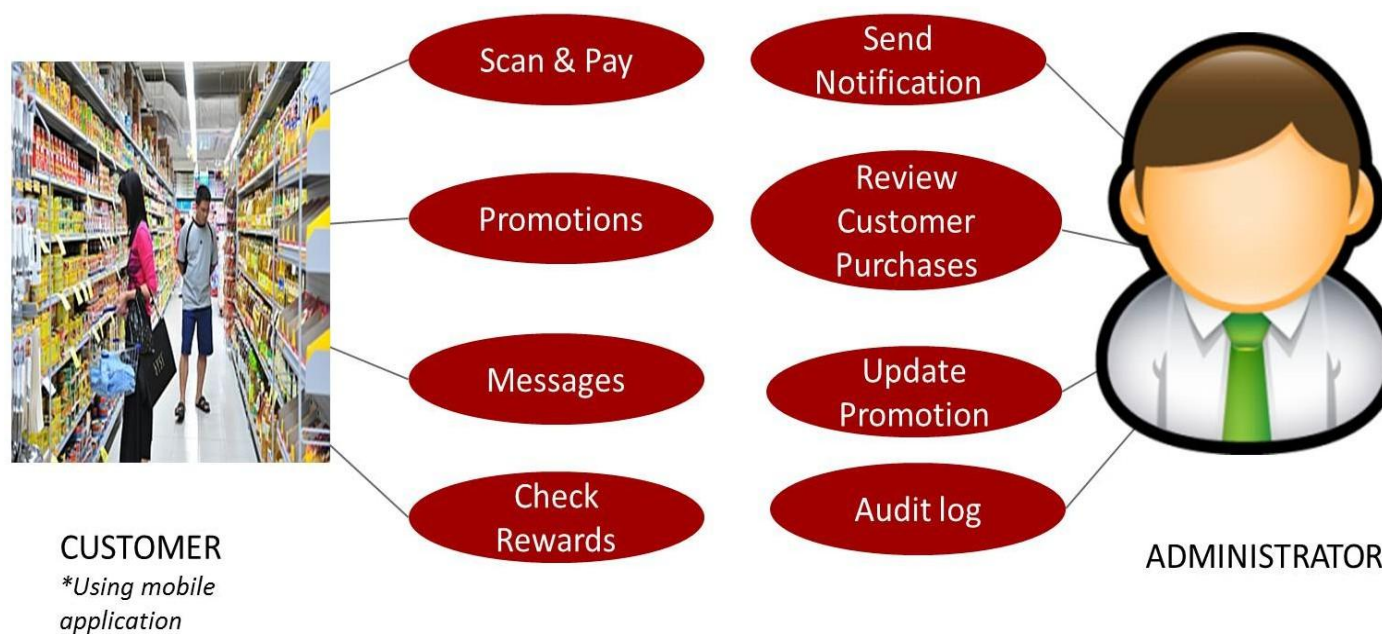 Scan & Pay
Promotions
Messages
Check
Rewards
Send
Notification
Review
Customer
Purchases
Update
Promotion
Audit log
CUSTOMER
*Using mobile
application
ADMINISTRATOR